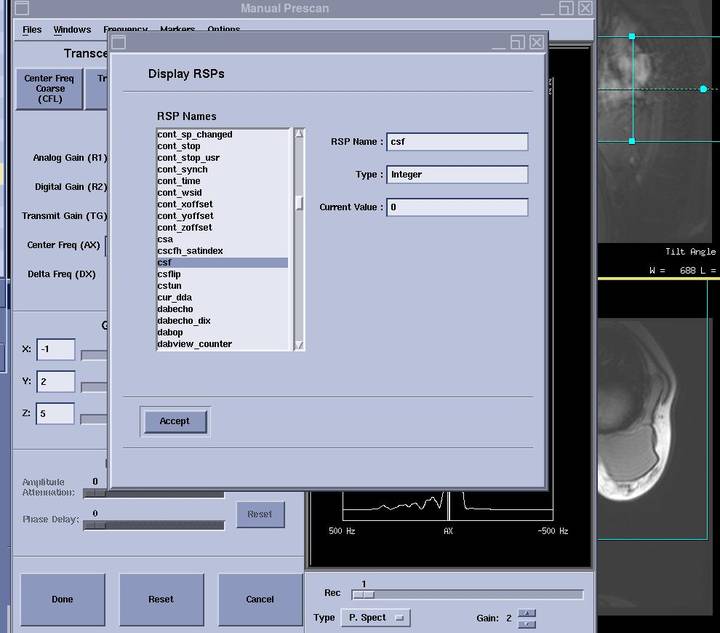 Manual Prescan
Files Windows Frequency Markers Options
Transce
Center Freq
Coarse
(CFL)
Tr
Analog Gain (R1)
Digital Gain (R2)
Transmit Gain (TG)
Center Freq (AX)
Delta Freq (DX)
G
X: -1
Y: 2
Z: 5
Amplitude
Attenuation:
0
Phase Delay:
0
Reset
Done
Reset
Cancel
Display RSPs
RSP Names
cont_sp_changed
cont_stop
cont_stop_usr
cont_synch
cont_time
cont_wsid
cont_xoffset
cont_yoffset
cont_zoffset
csa
cscfh_satindex
csf
csflip
cstun
cur_dda
dabecho
dabecho_dix
dabop
dabview_counter
RSP Name : csf
Type : Integer
Current Value : 0
Accept
500 Hz AX -500 Hz
Rec 1
Type P. Spect Gain: 2
Tilt Angle
W = 688 L =